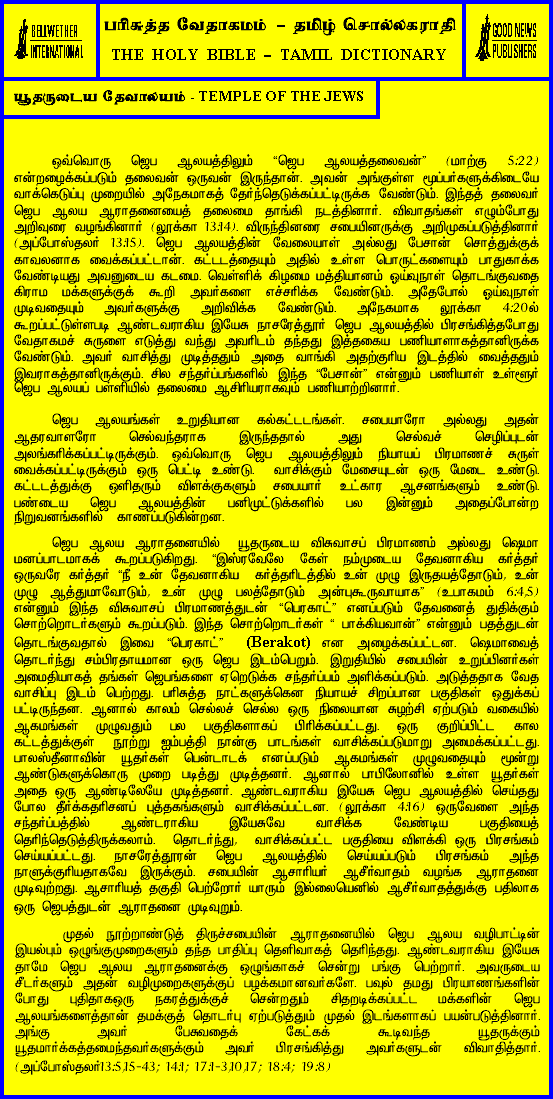 BELLWETHER
INTERNATIONAL
பரிசுத்த வேதாகமம் – தமிழ் சொல்லகராதி
THE HOLY BIBLE – TAMIL DICTIONARY
GOOD NEWS
PUBLISHERS
யூதருடைய தேவாலயம் - TEMPLE OF THE JEWS
ஒவ்வொரு ஜெப ஆலயத்திலும் “ஜெப ஆலயத்தலைவன்” (மாற்கு 5:22)
என்றழைக்கப்படும் தலைவன் ஒருவன் இருந்தான். அவன் அங்குள்ள மூப்பர்களுக்கிடையே
வாக்கெடுப்பு முறையில் அநேகமாகத் தேர்ந்தெடுக்கப்பட்டிருக்க வேண்டும். இந்தத் தலைவர்
ஜெப ஆலய ஆராதனையைத் தலைமை தாங்கி நடத்தினார். விவாதங்கள் எழும்போது
அறிவுரை வழங்கினார் (லூக்கா 13:14). விருந்தினரை சபையினருக்கு அறிமுகப்படுத்தினார்
(அப்போஸ்தலர் 13:15). ஜெப ஆலயத்தின் வேலையாள் அல்லது பேசான் சொத்துக்குக்
காவலனாக வைக்கப்பட்டான். கட்டடத்தையும் அதில் உள்ள பொருட்களையும் பாதுகாக்க
வேண்டியது அவனுடைய கடமை. வெள்ளிக் கிழமை மத்தியானம் ஓய்வுநாள் தொடங்குவதை
கிராம மக்களுக்குக் கூறி அவர்களை எச்சரிக்க வேண்டும். அதேபோல் ஓய்வுநாள்
முடிவதையும் அவர்களுக்கு அறிவிக்க வேண்டும். அநேகமாக லூக்கா 4:20ல்
கூறப்பட்டுள்ளபடி ஆண்டவராகிய இயேசு நாசரேத்தூர் ஜெப ஆலயத்தில் பிரசங்கித்தபோது
வேதாகமச் சுருளை எடுத்து வந்து அவரிடம் தந்தது இத்தகைய பணியாளாகத்தானிருக்க
வேண்டும். அவர் வாசித்து முடித்ததும் அதை வாங்கி அதற்குரிய இடத்தில் வைத்ததும்
இவராகத்தானிருக்கும். சில சந்தர்ப்பங்களில் இந்த “பேசான்” என்னும் பணியாள் உள்ளூர்
ஜெப ஆலயப் பள்ளியில் தலைமை ஆசிரியராகவும் பணியாற்றினார்.
ஜெப ஆலயங்கள் உறுதியான கல்கட்டடங்கள். சபையாரோ அல்லது அதன்
ஆதரவாளரோ செல்வந்தராக இருந்ததால் அது செல்வச் செழிப்புடன்
அலங்கரிக்கப்பட்டிருக்கும். ஒவ்வொரு ஜெப ஆலயத்திலும் நியாயப் பிரமாணச் சுருள்
வைக்கப்பட்டிருக்கும் ஒரு பெட்டி உண்டு. வாசிக்கும் மேசையுடன் ஒரு மேடை உண்டு.
கட்டடத்துக்கு ஒளிதரும் விளக்குகளும் சபையார் உட்கார ஆசனங்களும் உண்டு.
பண்டைய ஜெப ஆலயத்தின் பனிமுட்டுக்களில் பல இன்னும் அதைப்போன்ற
நிறுவனங்களில் காணப்படுகின்றன.
ஜெப ஆலய ஆராதனையில் யூதருடைய விசுவாசப் பிரமாணம் அல்லது ஷெமா
மனப்பாடமாகக் கூறப்படுகிறது. “இஸ்ரவேலே கேள் நம்முடைய தேவனாகிய கர்த்தர்
ஒருவரே கர்த்தர் “நீ உன் தேவனாகிய கர்த்தரிடத்தில் உன் முழு இருதயத்தோடும், உன்
முழு ஆத்துமாவோடும், உன் முழு பலத்தோடும் அன்புகூருவாயாக” (உபாகமம் 6:4,5)
என்னும் இந்த விசுவாசப் பிரமாணத்துடன் “பெரகாட்” எனப்படும் தேவனைத் துதிக்கும்
சொற்றொடர்களும் கூறப்படும். இந்த சொற்றொடர்கள் “ பாக்கியவான்” என்னும் பதத்துடன்
தொடங்குவதால் இவை “பெரகாட்” (Berakot) என அழைக்கப்பட்டன. ஷெமாவைத்
தொடர்ந்து சம்பிரதாயமான ஒரு ஜெப இடம்பெறும். இறுதியில் சபையின் உறுப்பினர்கள்
அமைதியாகத் தங்கள் ஜெபங்களை ஏறெடுக்க சந்தர்ப்பம் அளிக்கப்படும். அடுத்ததாக வேத
வாசிப்பு இடம் பெற்றது. பரிசுத்த நாட்களுக்கென நியாயச் சிறப்பான பகுதிகள் ஒதுக்கப்
பட்டிருந்தன. ஆனால் காலம் செல்லச் செல்ல ஒரு நிலையான சுழற்சி ஏற்படும் வகையில்
ஆகமங்கள் முழுவதும் பல பகுதிகளாகப் பிரிக்கப்பட்டது. ஒரு குறிப்பிட்ட கால
கட்டத்துக்குள் நூற்று ஐம்பத்தி நான்கு பாடங்கள் வாசிக்கப்படுமாறு அமைக்கப்பட்டது.
பாலஸ்தீனாவின் யூதர்கள் பென்டாடக் எனப்படும் ஆகமங்கள் முழுவதையும் மூன்று
ஆண்டுகளுக்கொரு முறை படித்து முடித்தனர். ஆனால் பாபிலோனில் உள்ள யூதர்கள்
அதை ஒரு ஆண்டிலேயே முடித்தனர். ஆண்டவராகிய இயேசு ஜெப ஆலயத்தில் செய்தது
போல தீர்க்கதரிசனப் புத்தகங்களும் வாசிக்கப்பட்டன. (லூக்கா 4:16) ஒருவேளை அந்த
சந்தர்ப்பத்தில் ஆண்டராகிய இயேசுவே வாசிக்க வேண்டிய பகுதியைத்
தெரிந்தெடுத்திருக்கலாம். தொடர்ந்து, வாசிக்கப்பட்ட பகுதியை விளக்கி ஒரு பிரசங்கம்
செய்யப்பட்டது. நாசரேத்தூரன் ஜெப ஆலயத்தில் செய்யப்படும் பிரசங்கம் அந்த
நாளுக்குரியதாகவே இருக்கும். சபையின் ஆசாரியர் ஆசீர்வாதம் வழங்க ஆராதனை
முடிவுற்றது. ஆசாரியத் தகுதி பெற்றோர் யாரும் இல்லையெனில் ஆசீர்வாதத்துக்கு பதிலாக
ஒரு ஜெபத்துடன் ஆராதனை முடிவுறும்.
முதல் நூற்றாண்டுத் திருச்சபையின் ஆராதனையில் ஜெப ஆலய வழிபாட்டின்
இயல்பும் ஒழுங்குமுறைகளும் தந்த பாதிப்பு தெளிவாகத் தெரிந்தது. ஆண்டவராகிய இயேசு
தாமே ஜெப ஆலய ஆராதனைக்கு ஒழுங்காகச் சென்று பங்கு பெற்றார். அவருடைய
சீடர்களும் அதன் வழிமுறைகளுக்குப் பழக்கமானவர்களே. பவுல் தமது பிரயாணங்களின்
போது புதிதாகஒரு நகரத்துக்குச் சென்றதும் சிதறடிக்கப்பட்ட மக்களின் ஜெப
ஆலயங்களைத்தான் தமக்குத் தொடர்பு ஏற்படுத்தும் முதல் இடங்களாகப் பயன்படுத்தினார்.
அங்கு அவர் பேசுவதைக் கேட்கக் கூடிவந்த யூதருக்கும்
யூதமார்க்கத்தமைந்தவர்களுக்கும் அவர் பிரசங்கித்து அவர்களுடன் விவாதித்தார்.
(அப்போஸ்தலர்13:5,15-43; 14:1; 17:1-3,10,17; 18:4; 19:8)